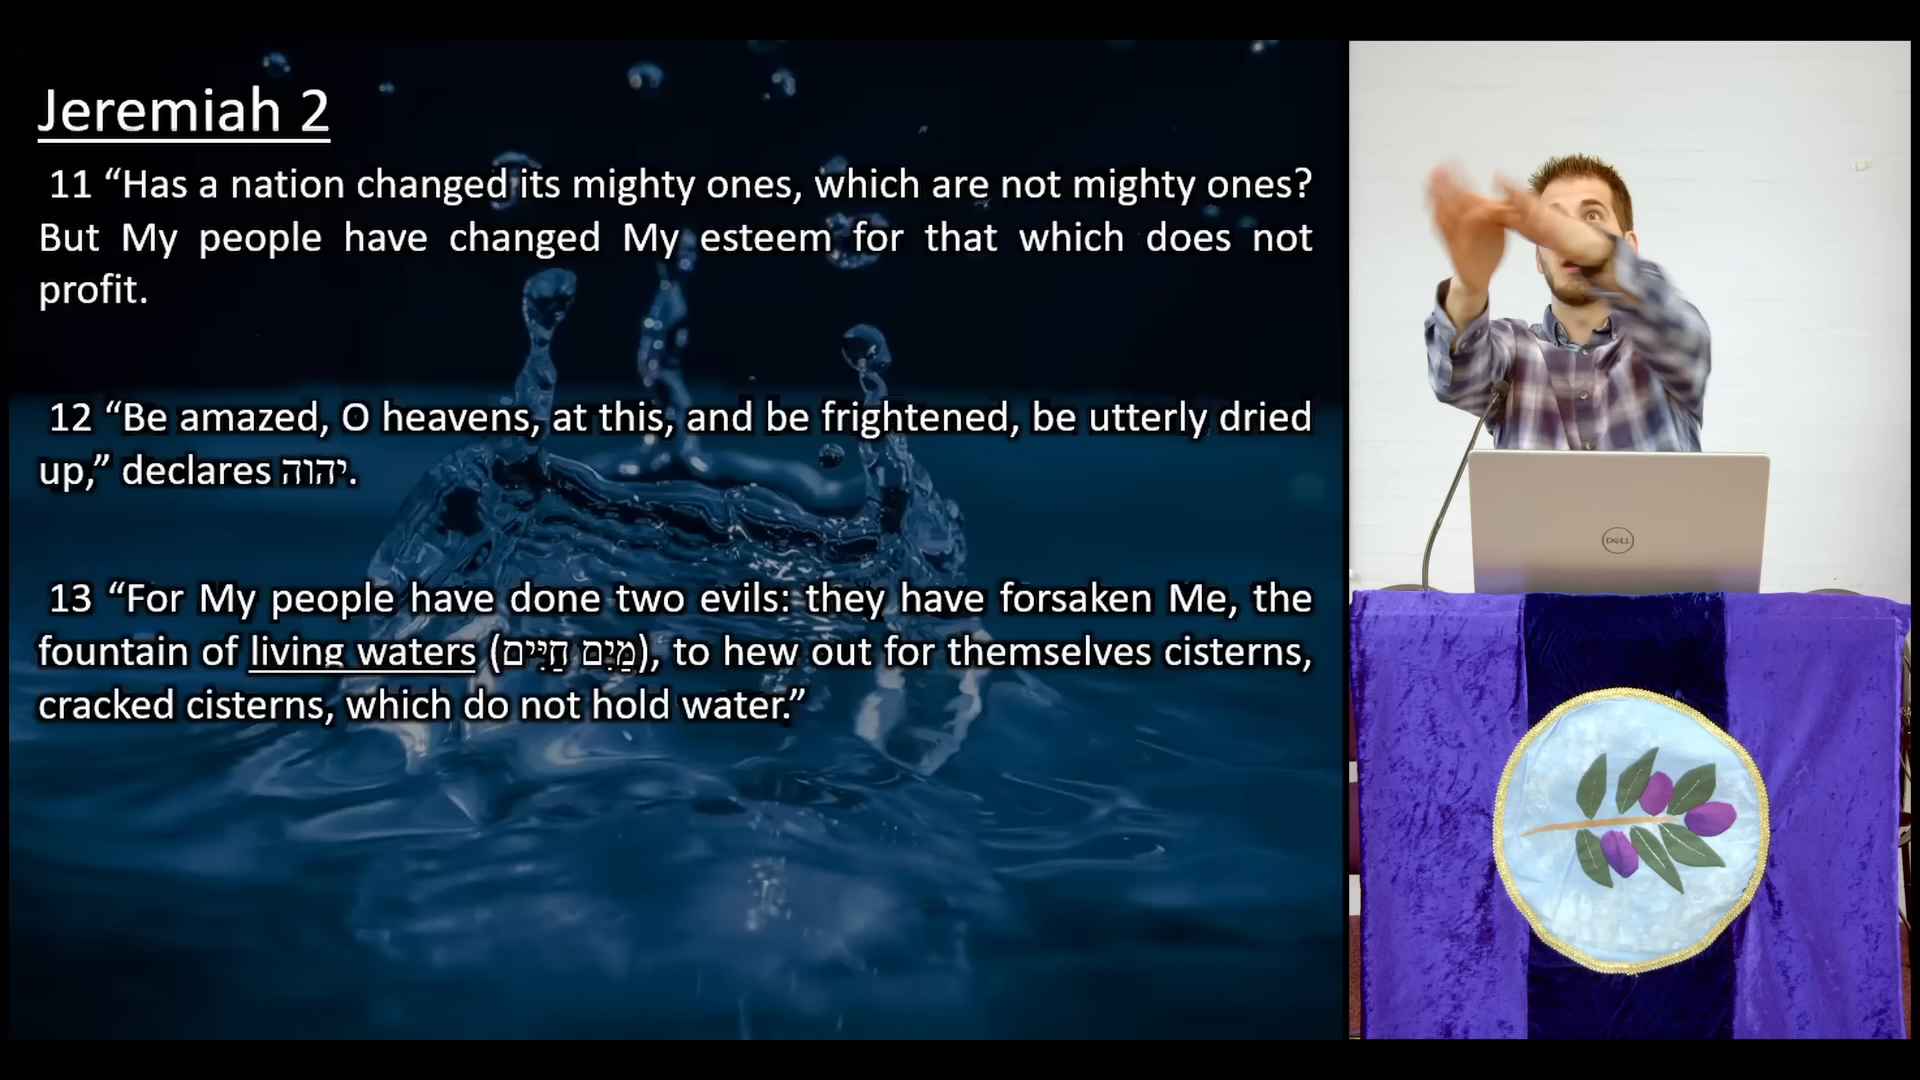 Jeremiah 2
11 “Has a nation changed its mighty ones, which are not mighty ones?
But My people have changed My esteem for that which does not
profit.
12 “Be amazed, O heavens, at this, and be frightened, be utterly dried
up,” declares יהוה.
13 “For My people have done two evils: they have forsaken Me, the
fountain of living waters (מַיִם חַיִּים), to hew out for themselves cisterns,
cracked cisterns, which do not hold water.”
DELL